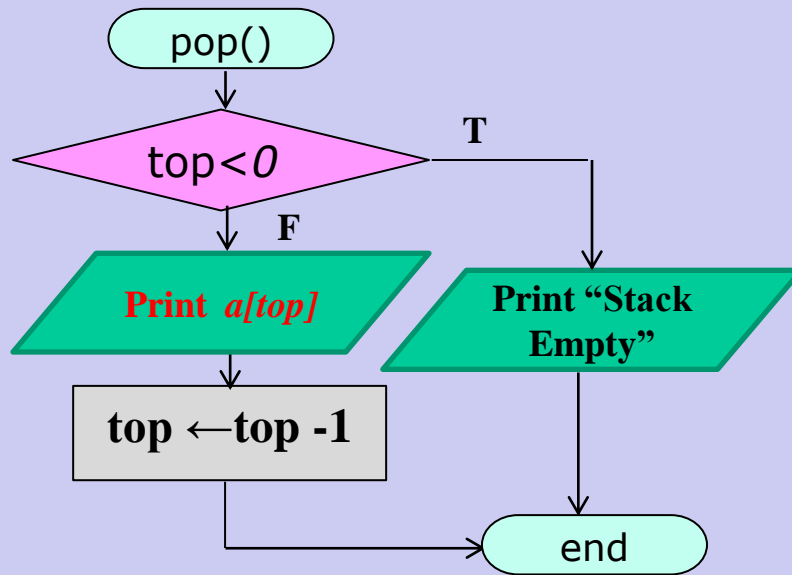 pop()
T
top<0
F
Print a[top]
Print “Stack
Empty”
top ←top -1
end